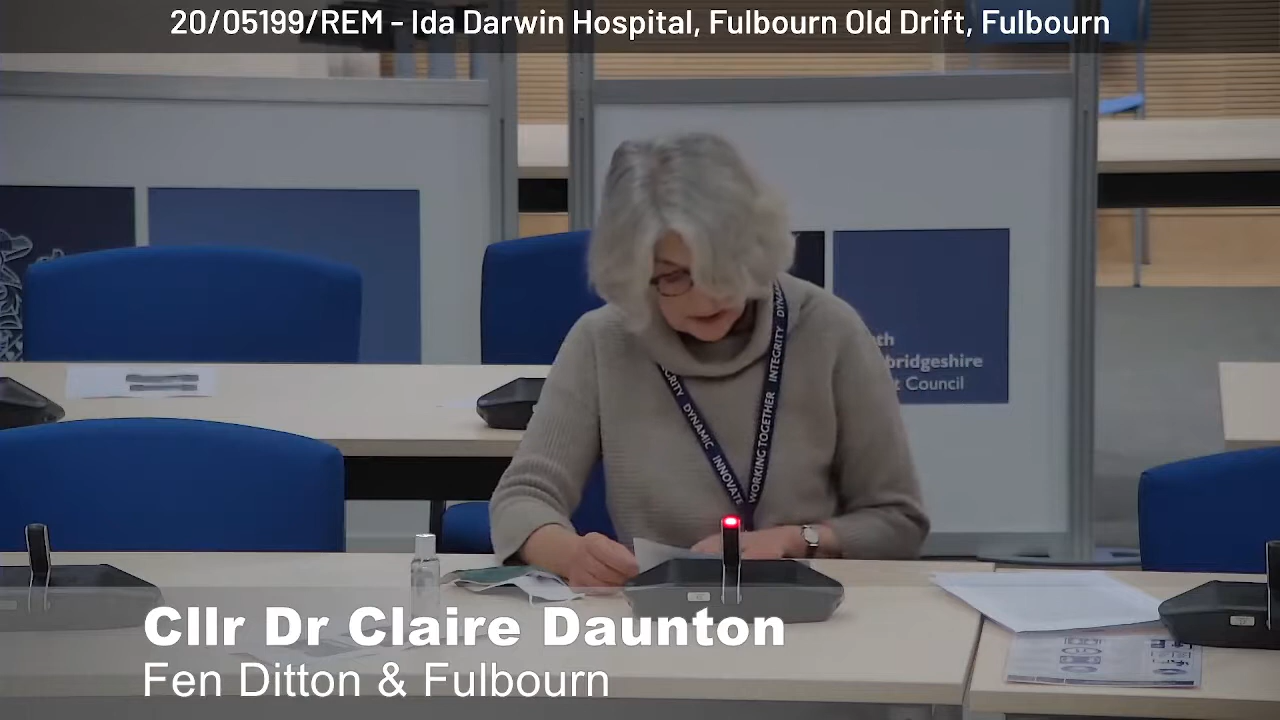 20/05199/REM - Ida Darwin Hospital, Fulbourn Old Drift, Fulbourn
th
bridgeshire
t Council
DYNAMIC INNOVATE
WORKING TOGETHER INTEGRITY
Cllr Dr Claire Daunton
Fen Ditton & Fulbourn